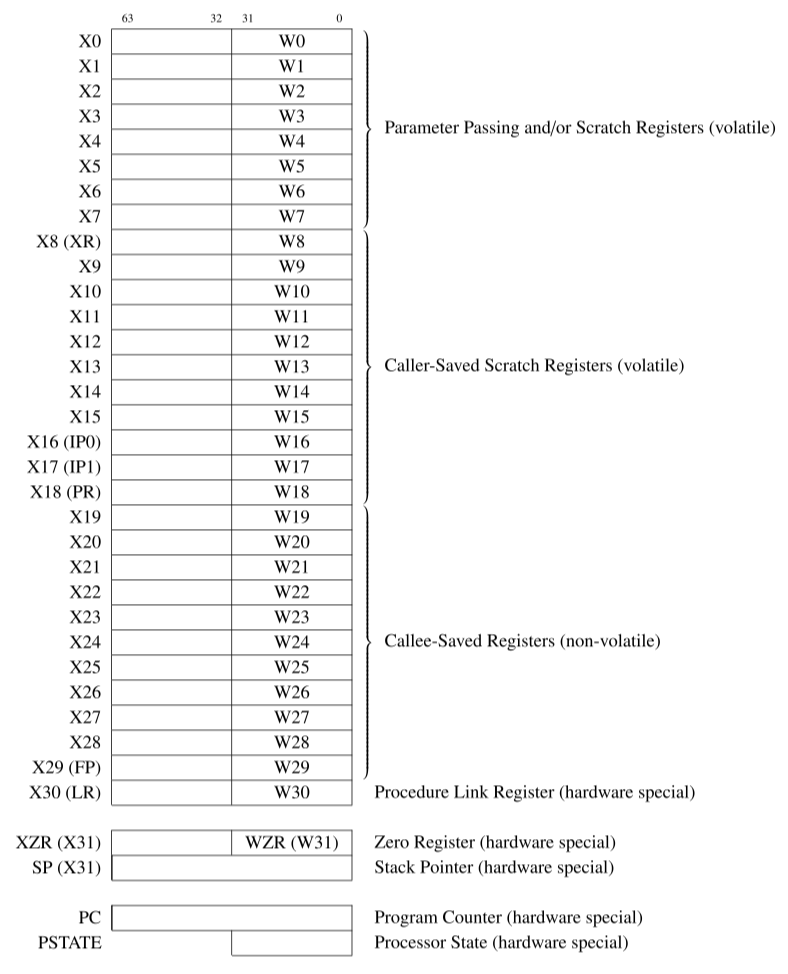 63 32 31 0
X0 W0
X1 W1
X2 W2
X3 W3
Parameter Passing and/or Scratch Registers (volatile)
X4 W4
X5 W5
X6 W6
X7 W7
X8 (XR) W8
X9 W9
X10 W10
X11 W11
X12 W12
X13 W13 Caller-Saved Scratch Registers (volatile)
X14 W14
X15 W15
X16 (IP0) W16
X17 (IP1) W17
X18 (PR) W18
X19 W19
X20 W20
X21 W21
X22 W22
X23 W23
X24 W24 Callee-Saved Registers (non-volatile)
X25 W25
X26 W26
X27 W27
X28 W28
X29 (FP) W29
X30 (LR) W30 Procedure Link Register (hardware special)
XZR (X31) WZR (W31) Zero Register (hardware special)
SP (X31) Stack Pointer (hardware special)
PC Program Counter (hardware special)
PSTATE Processor State (hardware special)